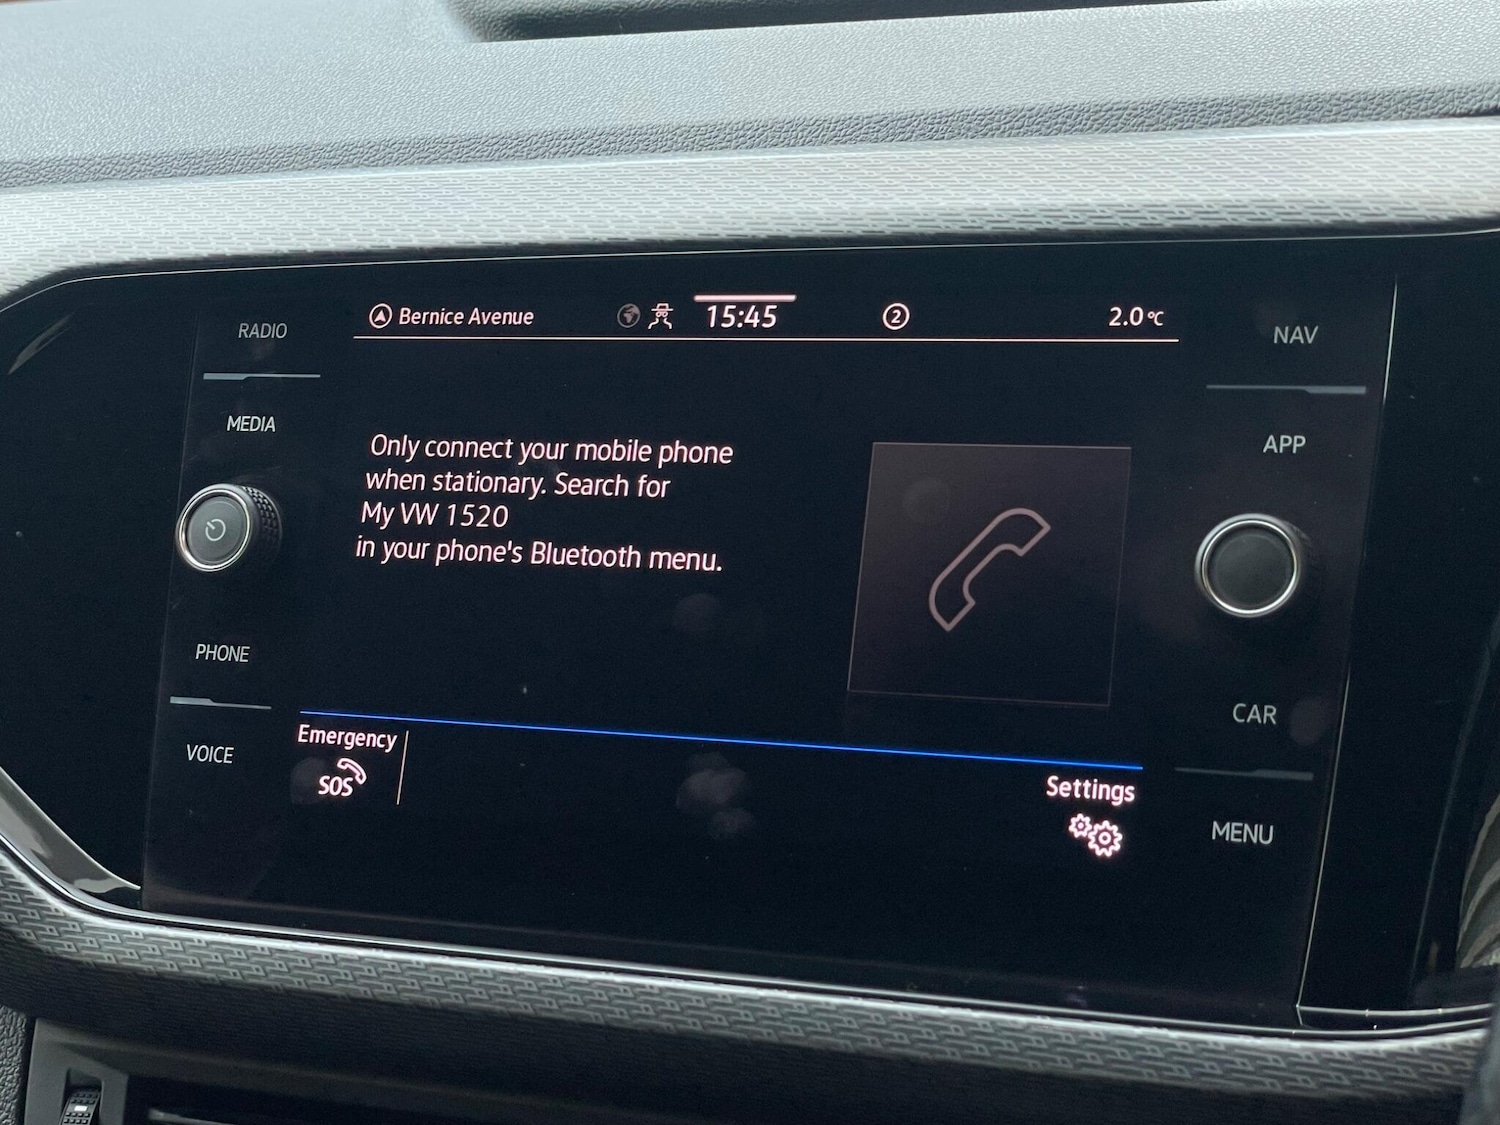 RADIO
MEDIA
PHONE
VOICE
Bernice Avenue 15:45 2 2.0 °C
Only connect your mobile phone
when stationary. Search for
My VW 1520
in your phone's Bluetooth menu.
Emergency
SOS
Settings
NAV
APP
CAR
MENU